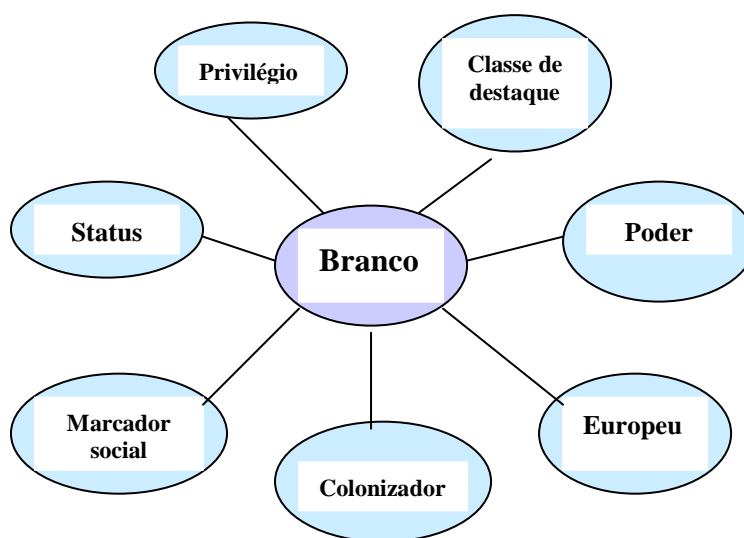 Privilégio
Classe de
destaque
Status
Branco
Poder
Marcador
social
Colonizador
Europeu